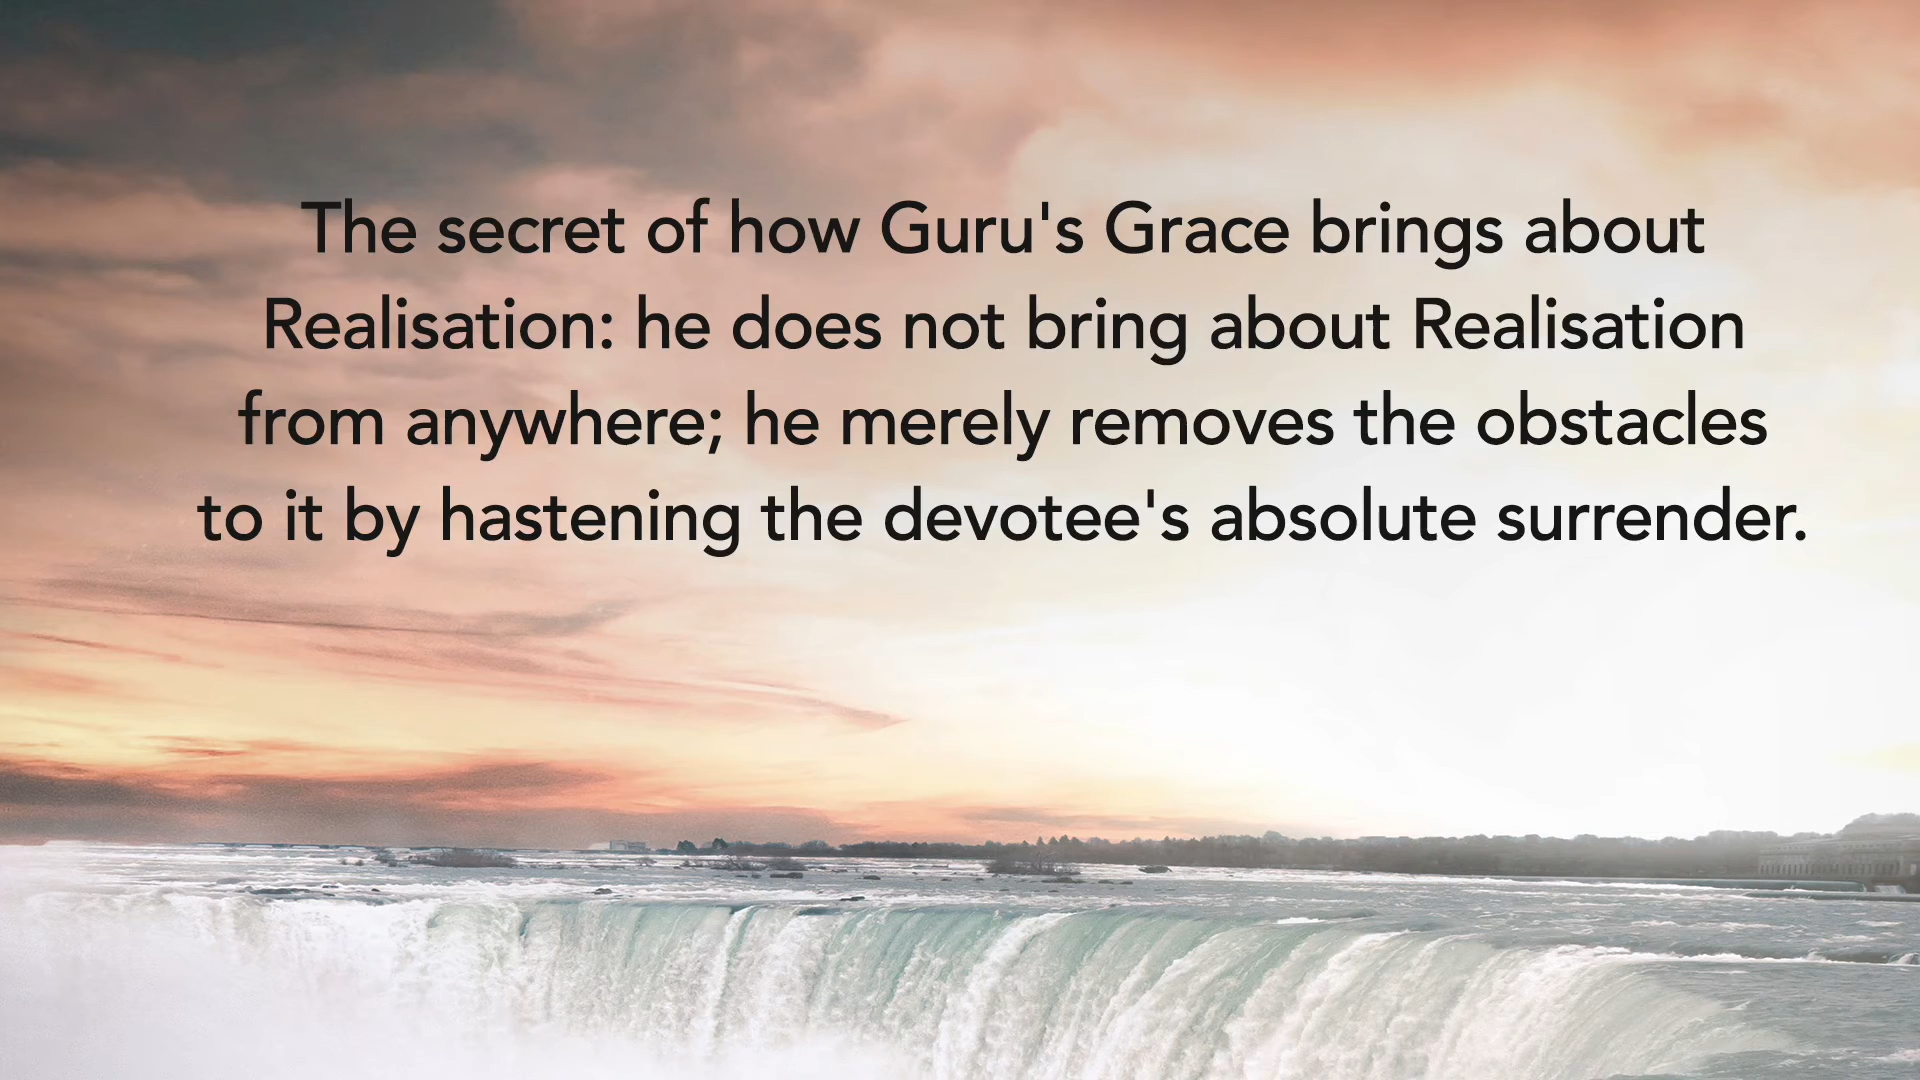 The secret of how Guru's Grace brings about
Realisation: he does not bring about Realisation
from anywhere; he merely removes the obstacles
to it by hastening the devotee's absolute surrender.